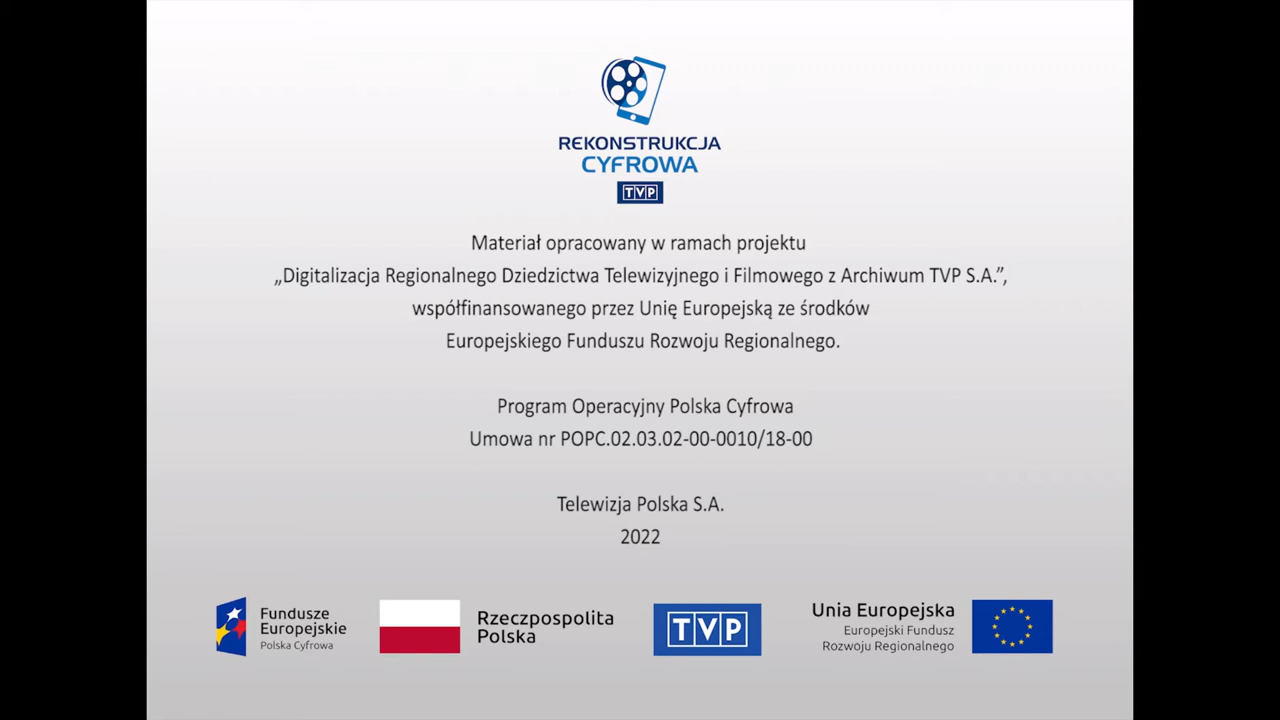 REKONSTRUKCJA
CYFROWA
TVP
Materiał opracowany w ramach projektu
„Digitalizacja Regionalnego Dziedzictwa Telewizyjnego i Filmowego z Archiwum TVP S.A.”,
współfinansowanego przez Unię Europejską ze środków
Europejskiego Funduszu Rozwoju Regionalnego.
Program Operacyjny Polska Cyfrowa
Umowa nr POPC.02.03.02-00-0010/18-00
Telewizja Polska S.A.
2022
Fundusze
Europejskie
Polska Cyfrowa
Rzeczpospolita
Polska
TVP
Unia Europejska
Europejski Fundusz
Rozwoju Regionalnego